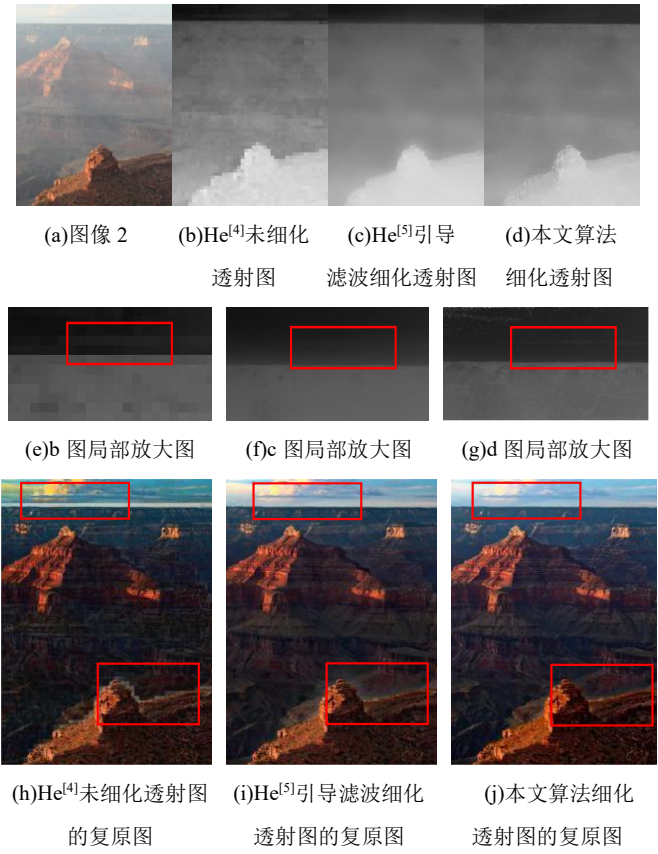 (a)图像 2 (b)He[4]未细化 (c)He[5]引导 (d)本文算法
透射图 滤波细化透射图 细化透射图
(e)b 图局部放大图 (f)c 图局部放大图 (g)d 图局部放大图
(h)He[4]未细化透射图 (i)He[5]引导滤波细化 (j)本文算法细化
的复原图 透射图的复原图 透射图的复原图